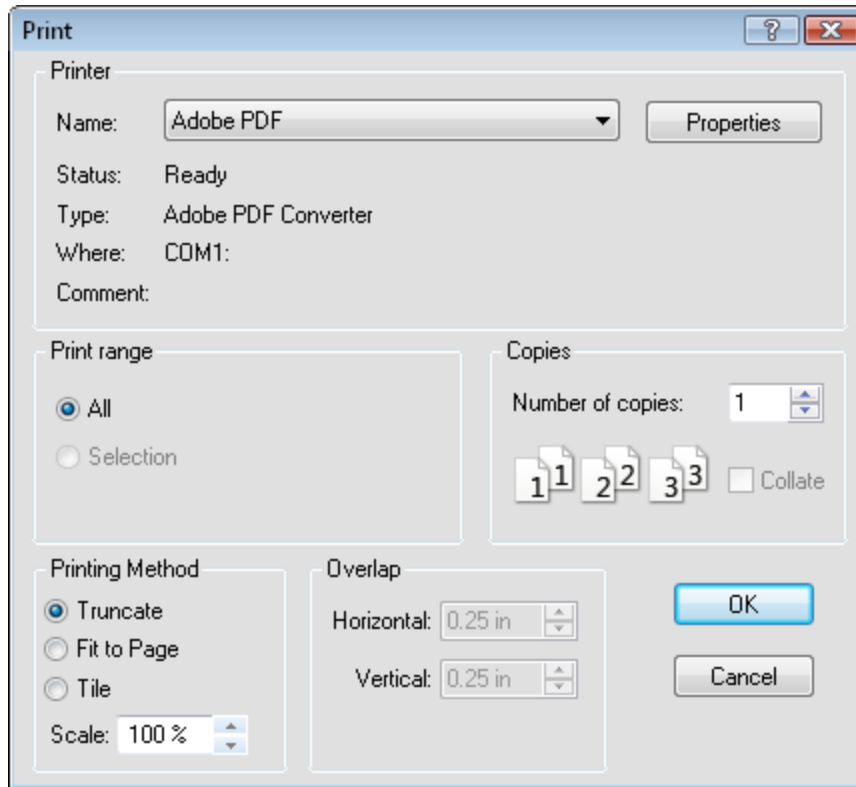 Print
Printer
Name: Adobe PDF Properties
Status: Ready
Type: Adobe PDF Converter
Where: COM1:
Comment:
Print range
All
Selection
Copies
Number of copies: 1
1 1 2 2 3 3 Collate
Printing Method
Truncate
Fit to Page
Tile
Scale: 100 %
Overlap
Horizontal: 0.25 in
Vertical: 0.25 in
OK
Cancel